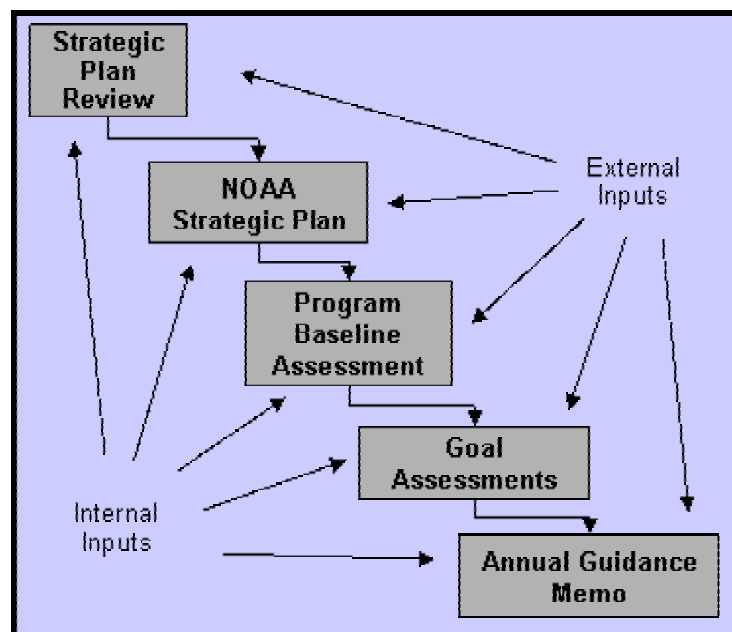 Strategic
Plan
Review
External
Inputs
NOAA
Strategic Plan
Program
Baseline
Assessment
Goal
Assessments
Internal
Inputs
Annual Guidance
Memo